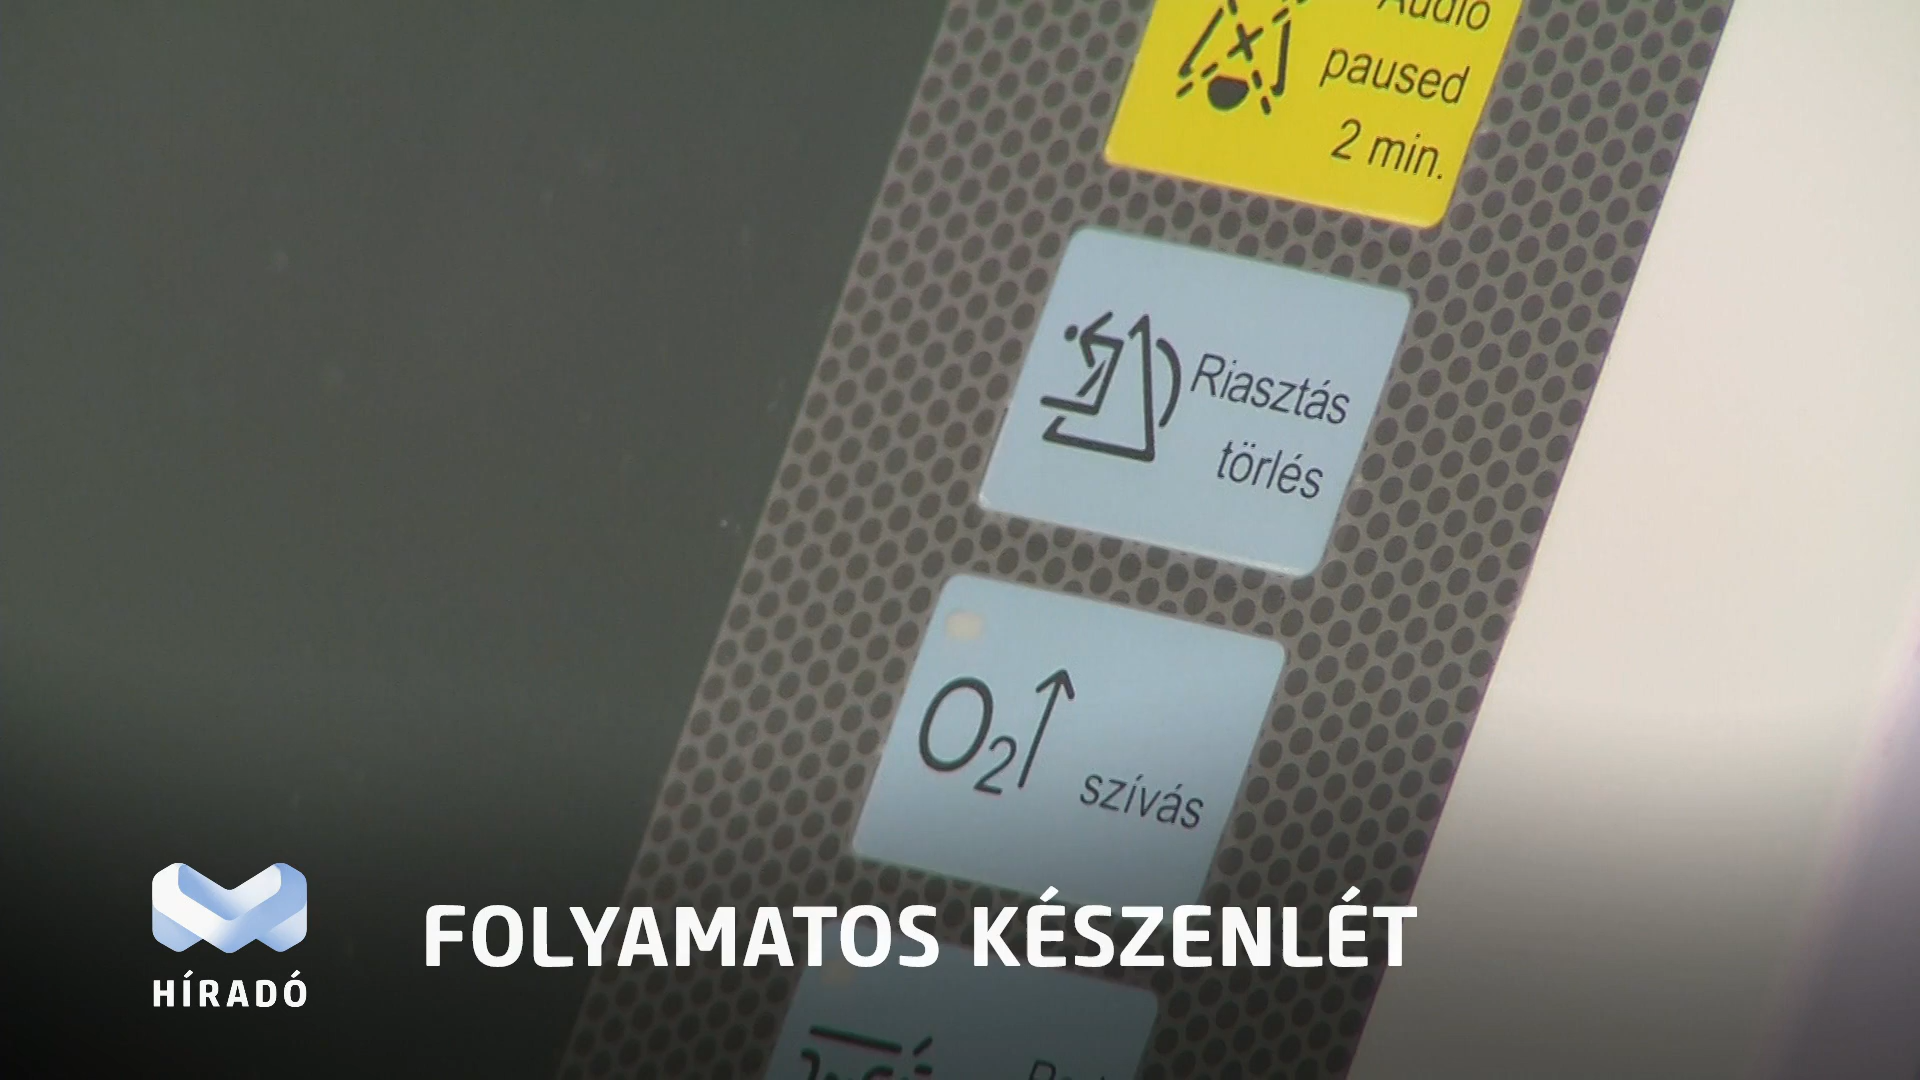 Audio
paused
2 min.
Riasztás
törlés
O2
szívás
FOLYAMATOS KÉSZENLÉT
HÍRADÓ